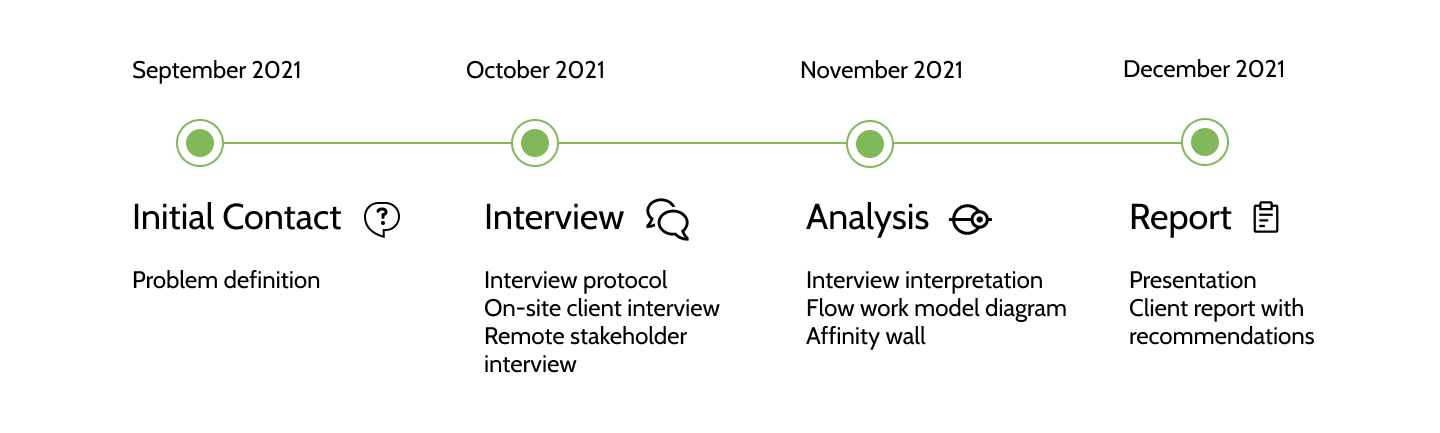 September 2021
October 2021
November 2021
December 2021
Initial Contact
Problem definition
Interview
Interview protocol
On-site client interview
Remote stakeholder
interview
Analysis
Interview interpretation
Flow work model diagram
Affinity wall
Report
Presentation
Client report with
recommendations